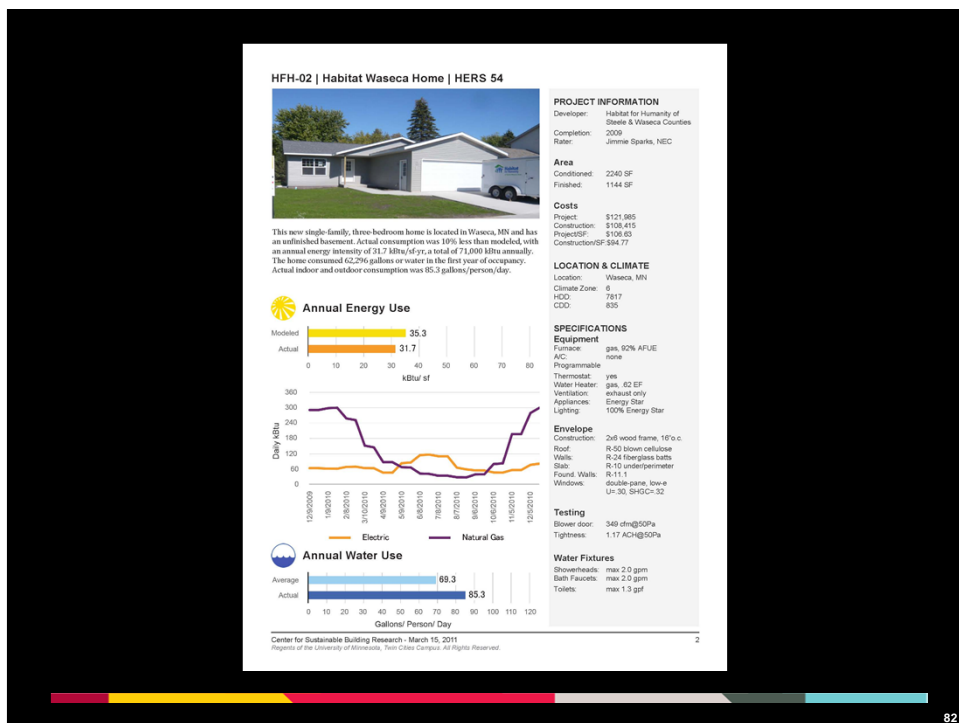 HFH-02 | Habitat Waseca Home | HERS 54
This new single-family, three-bedroom home is located in Waseca, MN and has
an unfinished basement. Actual consumption was 10% less than modeled, with
an annual energy intensity of 31.7 kBtu/sf-yr, a total of 71,000 kBtu annually.
The home consumed 62,296 gallons or water in the first year of occupancy.
Actual indoor and outdoor consumption was 85.3 gallons/person/day.
Annual Energy Use
Modeled 35.3
Actual 31.7
0 10 20 30 40 50 60 70 80
kBtu/ sf
Daily kBtu
360
300
240
180
120
60
0
12/9/2009 1/9/2010 2/8/2010 3/10/2010 4/9/2010 5/9/2010 6/8/2010 7/8/2010 8/7/2010 9/6/2010 10/6/2010 11/5/2010 12/5/2010
Electric Natural Gas
Annual Water Use
Average 69.3
Actual 85.3
0 10 20 30 40 50 60 70 80 90 100 110 120
Gallons/ Person/ Day
PROJECT INFORMATION
Developer: Habitat for Humanity of
Steele & Waseca Counties
Completion: 2009
Rater: Jimmie Sparks, NEC
Area
Conditioned: 2240 SF
Finished: 1144 SF
Costs
Project: $121,985
Construction: $108,415
Project/SF: $106.63
Construction/SF:$94.77
LOCATION & CLIMATE
Location: Waseca, MN
Climate Zone: 6
HDD: 7817
CDD: 835
SPECIFICATIONS
Equipment
Furnace: gas, 92% AFUE
A/C: none
Programmable
Thermostat: yes
Water Heater: gas, .62 EF
Ventilation: exhaust only
Appliances: Energy Star
Lighting: 100% Energy Star
Envelope
Construction: 2x6 wood frame, 16"o.c.
Roof: R-50 blown cellulose
Walls: R-24 fiberglass batts
Slab: R-10 under/perimeter
Found. Walls: R-11.1
Windows: double-pane, low-e
U=.30, SHGC=.32
Testing
Blower door: 349 cfm@50Pa
Tightness: 1.17 ACH@50Pa
Water Fixtures
Showerheads: max 2.0 gpm
Bath Faucets: max 2.0 gpm
Toilets: max 1.3 gpf
Center for Sustainable Building Research - March 15, 2011 2
Regents of the University of Minnesota, Twin Cities Campus. All Rights Reserved.
82